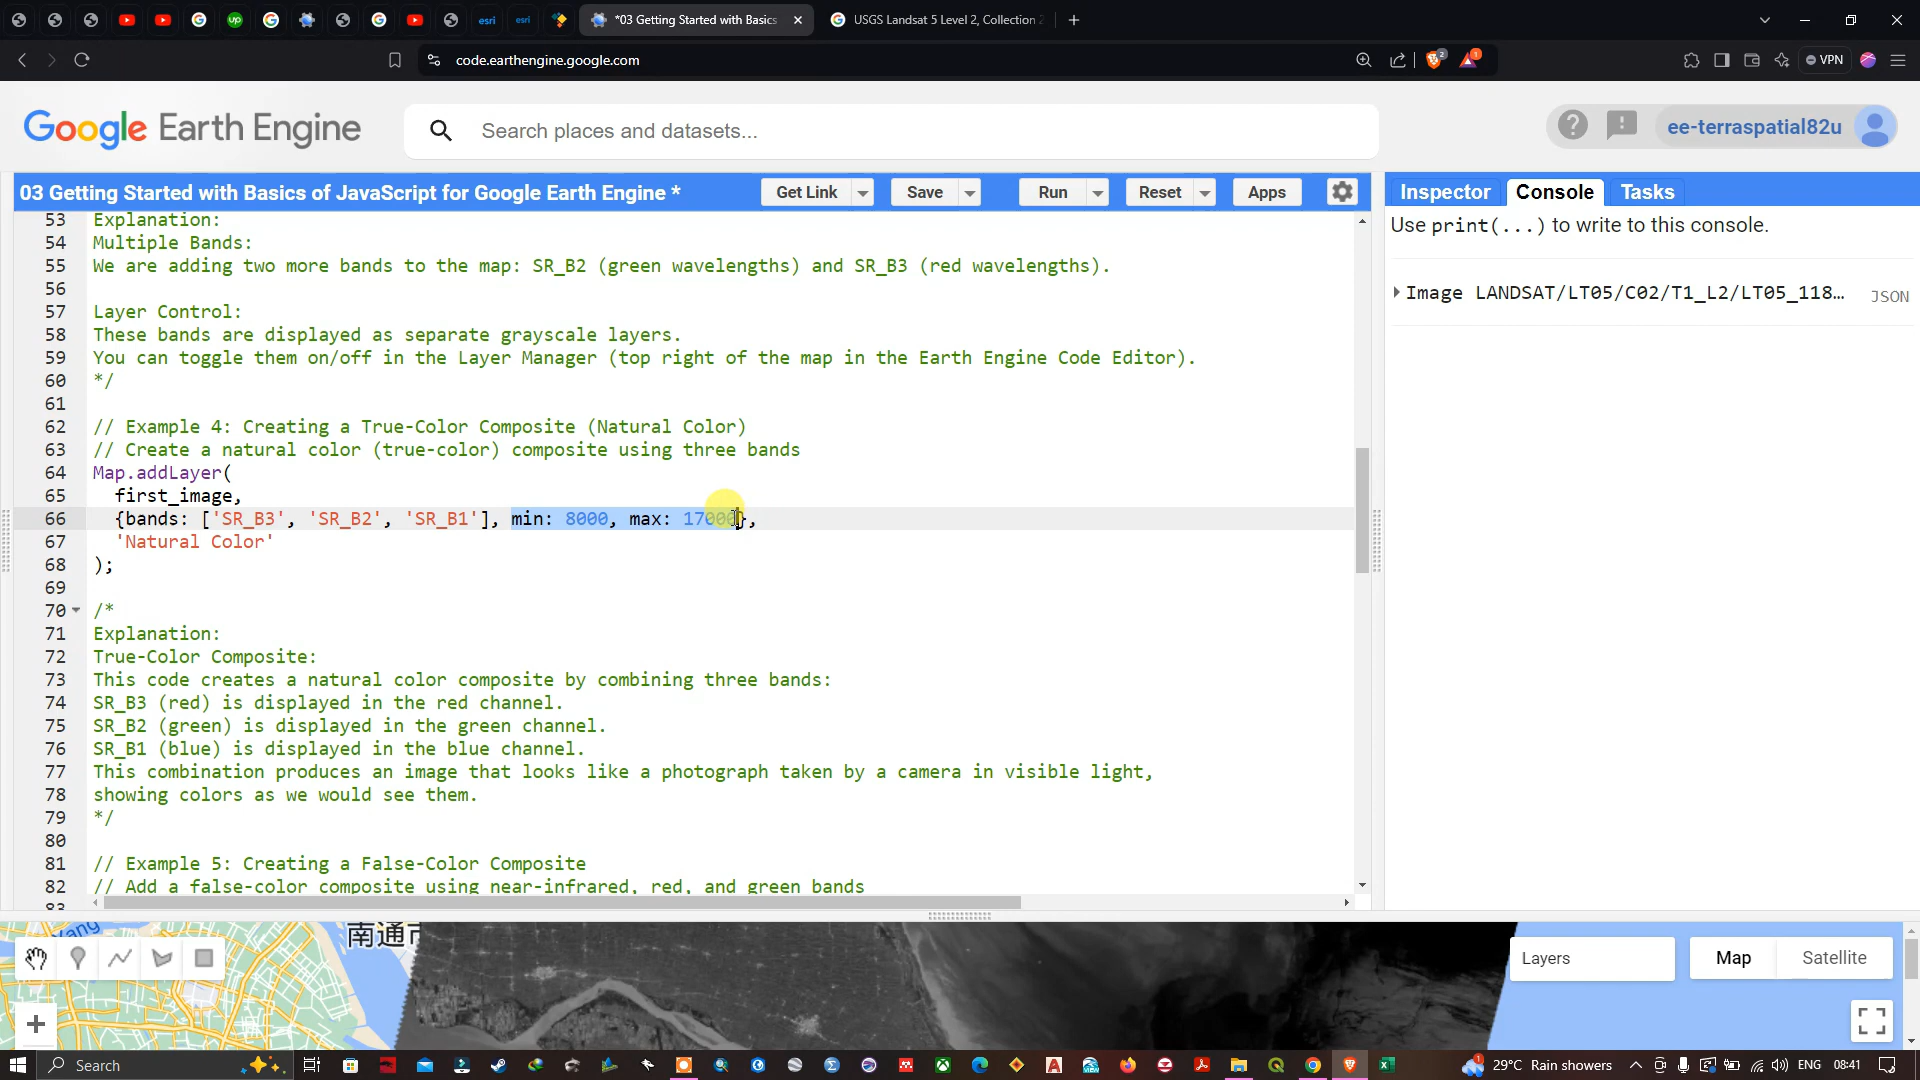 *03 Getting Started with Basics
USGS Landsat 5 Level 2, Collection 2
code.earthengine.google.com
VPN
Google Earth Engine
Search places and datasets...
ee-terraspatial82u
03 Getting Started with Basics of JavaScript for Google Earth Engine *
Get Link
Save
Run
Reset
Apps
Inspector
Console
Tasks
Use print(...) to write to this console.
Image LANDSAT/LT05/C02/T1_L2/LT05_118…
JSON
53 Explanation:
54 Multiple Bands:
55 We are adding two more bands to the map: SR_B2 (green wavelengths) and SR_B3 (red wavelengths).
56
57 Layer Control:
58 These bands are displayed as separate grayscale layers.
59 You can toggle them on/off in the Layer Manager (top right of the map in the Earth Engine Code Editor).
60 */
61
62 // Example 4: Creating a True-Color Composite (Natural Color)
63 // Create a natural color (true-color) composite using three bands
64 Map.addLayer(
65 first_image,
66 {bands: ['SR_B3', 'SR_B2', 'SR_B1'], min: 8000, max: 17000},
67 'Natural Color'
68 );
69
70 /*
71 Explanation:
72 True-Color Composite:
73 This code creates a natural color composite by combining three bands:
74 SR_B3 (red) is displayed in the red channel.
75 SR_B2 (green) is displayed in the green channel.
76 SR_B1 (blue) is displayed in the blue channel.
77 This combination produces an image that looks like a photograph taken by a camera in visible light,
78 showing colors as we would see them.
79 */
80
81 // Example 5: Creating a False-Color Composite
82 // Add a false-color composite using near-infrared, red, and green bands
83
Yang
南通市
Layers
Map
Satellite
Search
29°C Rain showers
ENG
08:41